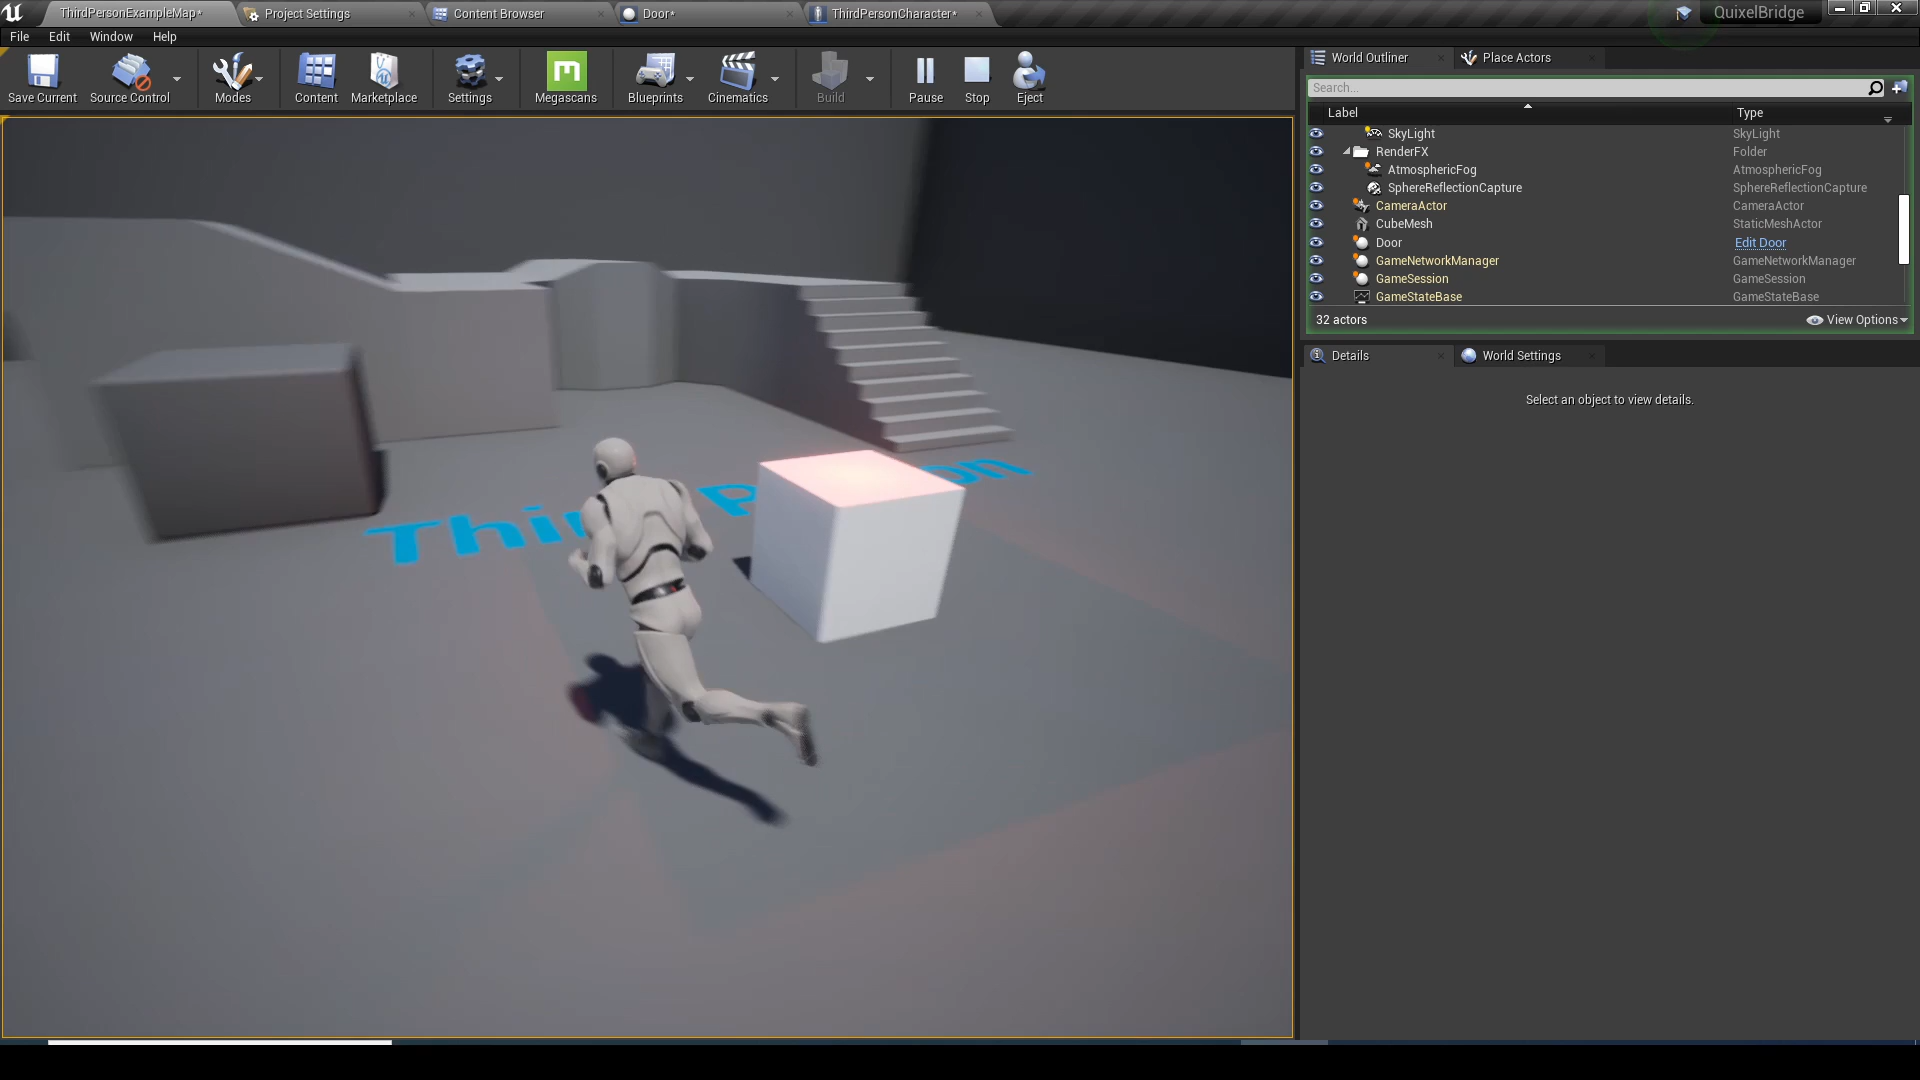 ThirdPersonExampleMap*
Project Settings
Content Browser
Door*
ThirdPersonCharacter*
QuixelBridge
File Edit Window Help
Save Current
Source Control
Modes
Content
Marketplace
Settings
Megascans
Blueprints
Cinematics
Build
Pause
Stop
Eject
World Outliner
Place Actors
Search...
Label Type
SkyLight SkyLight
RenderFX Folder
AtmosphericFog AtmosphericFog
SphereReflectionCapture SphereReflectionCapture
CameraActor CameraActor
CubeMesh StaticMeshActor
Door Edit Door
GameNetworkManager GameNetworkManager
GameSession GameSession
GameStateBase GameStateBase
32 actors View Options
Details
World Settings
Select an object to view details.
Thi P on